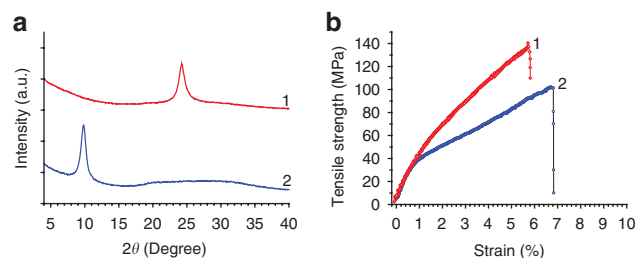 a
Intensity (a.u.)
1
2
5 10 15 20 25 30 35 40
2θ (Degree)
b
Tensile strength (MPa)
140
120
100
80
60
40
20
0
1
2
0 1 2 3 4 5 6 7 8 9 10
Strain (%)